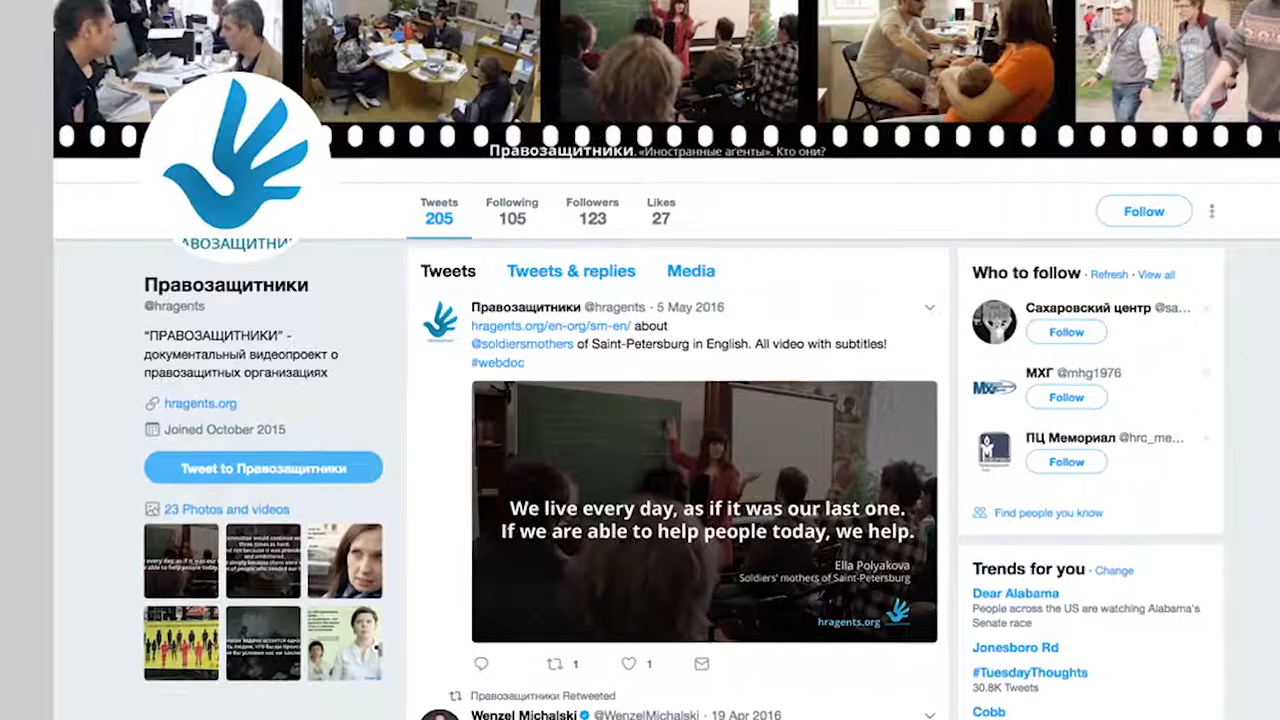 Правозащитники. «Иностранные агенты». Кто они?
АВОЗАЩИТНИ
Tweets Following Followers Likes
205 105 123 27
Follow
Правозащитники
@hragents
“ПРАВОЗАЩИТНИКИ” -
документальный видеопроект о
правозащитных организациях
hragents.org
Joined October 2015
Tweet to Правозащитники
23 Photos and videos
Tweets Tweets & replies Media
Правозащитники @hragents · 5 May 2016
hragents.org/en-org/sm-en/ about
@soldiersmothers of Saint-Petersburg in English. All video with subtitles!
#webdoc
We live every day, as if it was our last one.
If we are able to help people today, we help.
Ella Polyakova
Soldiers' mothers of Saint-Petersburg
hragents.org
1 1
Правозащитники Retweeted
Wenzel Michalski @WenzelMichalski · 19 Apr 2016
Who to follow · Refresh · View all
Сахаровский центр @sa...
Follow
МХГ @mhg1976
Follow
ПЦ Мемориал @hrc_me...
Follow
Find people you know
Trends for you · Change
Dear Alabama
People across the US are watching Alabama's
Senate race
Jonesboro Rd
#TuesdayThoughts
30.8K Tweets
Cobb